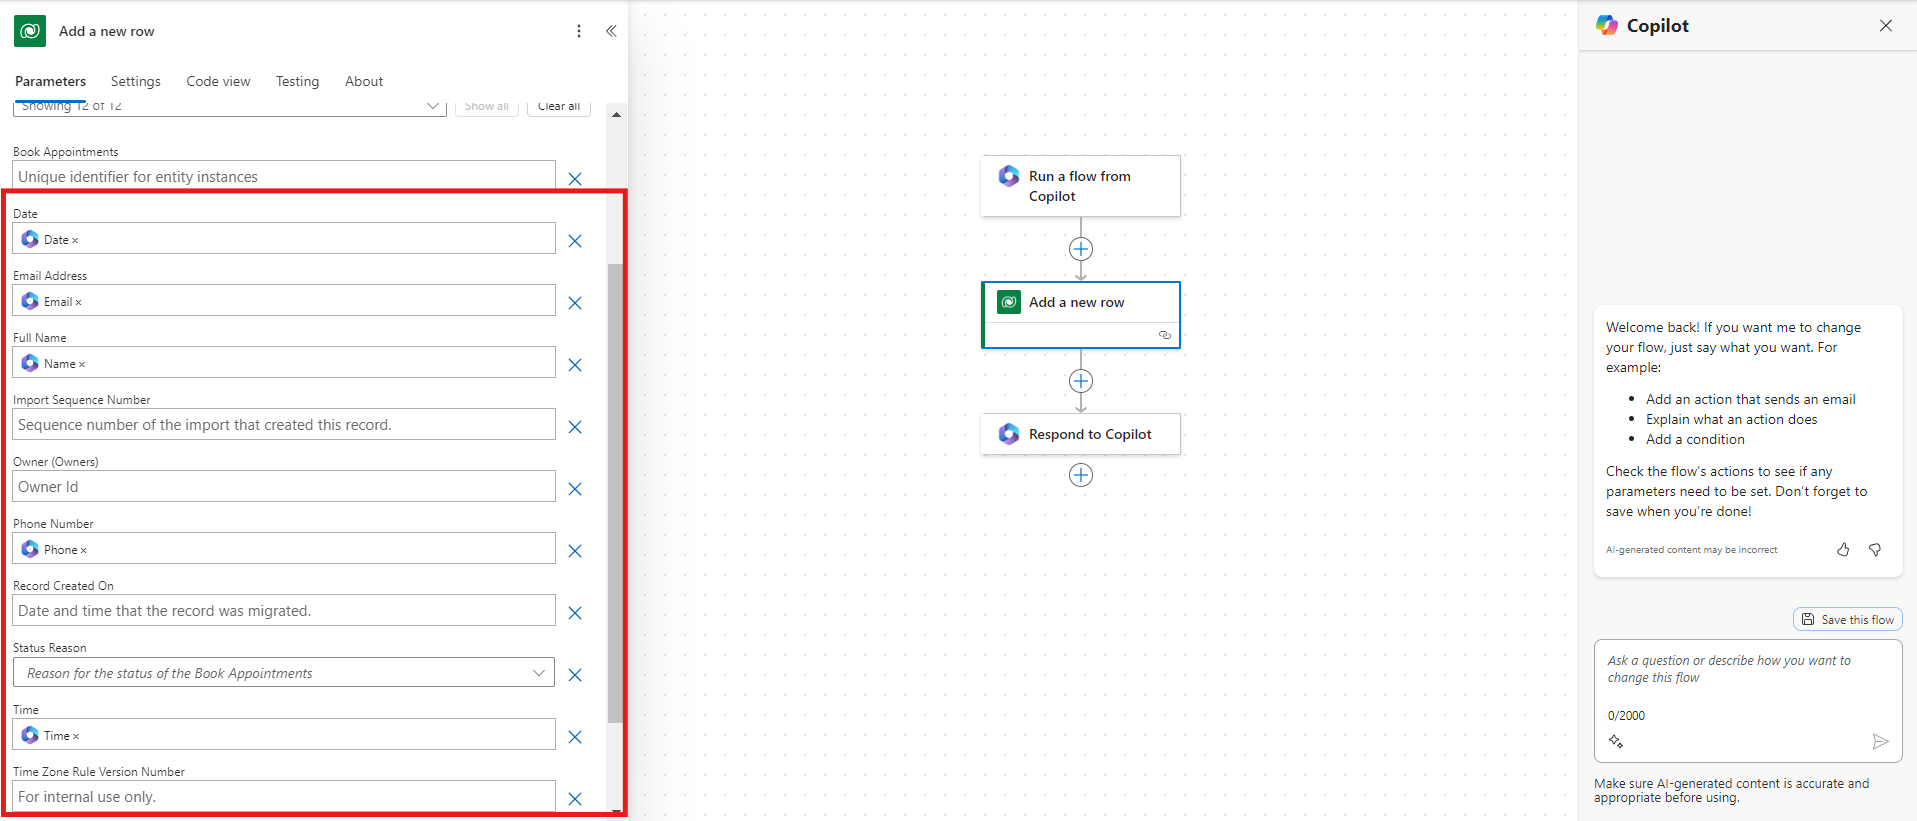 Add a new row
Parameters
Settings
Code view
Testing
About
Showing 12 of 12
Show all
Clear all
Book Appointments
Unique identifier for entity instances
Date
Date ×
Email Address
Email ×
Full Name
Name ×
Import Sequence Number
Sequence number of the import that created this record.
Owner (Owners)
Owner Id
Phone Number
Phone ×
Record Created On
Date and time that the record was migrated.
Status Reason
Reason for the status of the Book Appointments
Time
Time ×
Time Zone Rule Version Number
For internal use only.
Run a flow from
Copilot
Add a new row
Respond to Copilot
Copilot
Welcome back! If you want me to change
your flow, just say what you want. For
example:
• Add an action that sends an email
• Explain what an action does
• Add a condition
Check the flow's actions to see if any
parameters need to be set. Don't forget to
save when you're done!
AI-generated content may be incorrect
Save this flow
Ask a question or describe how you want to
change this flow
0/2000
Make sure AI-generated content is accurate and
appropriate before using.